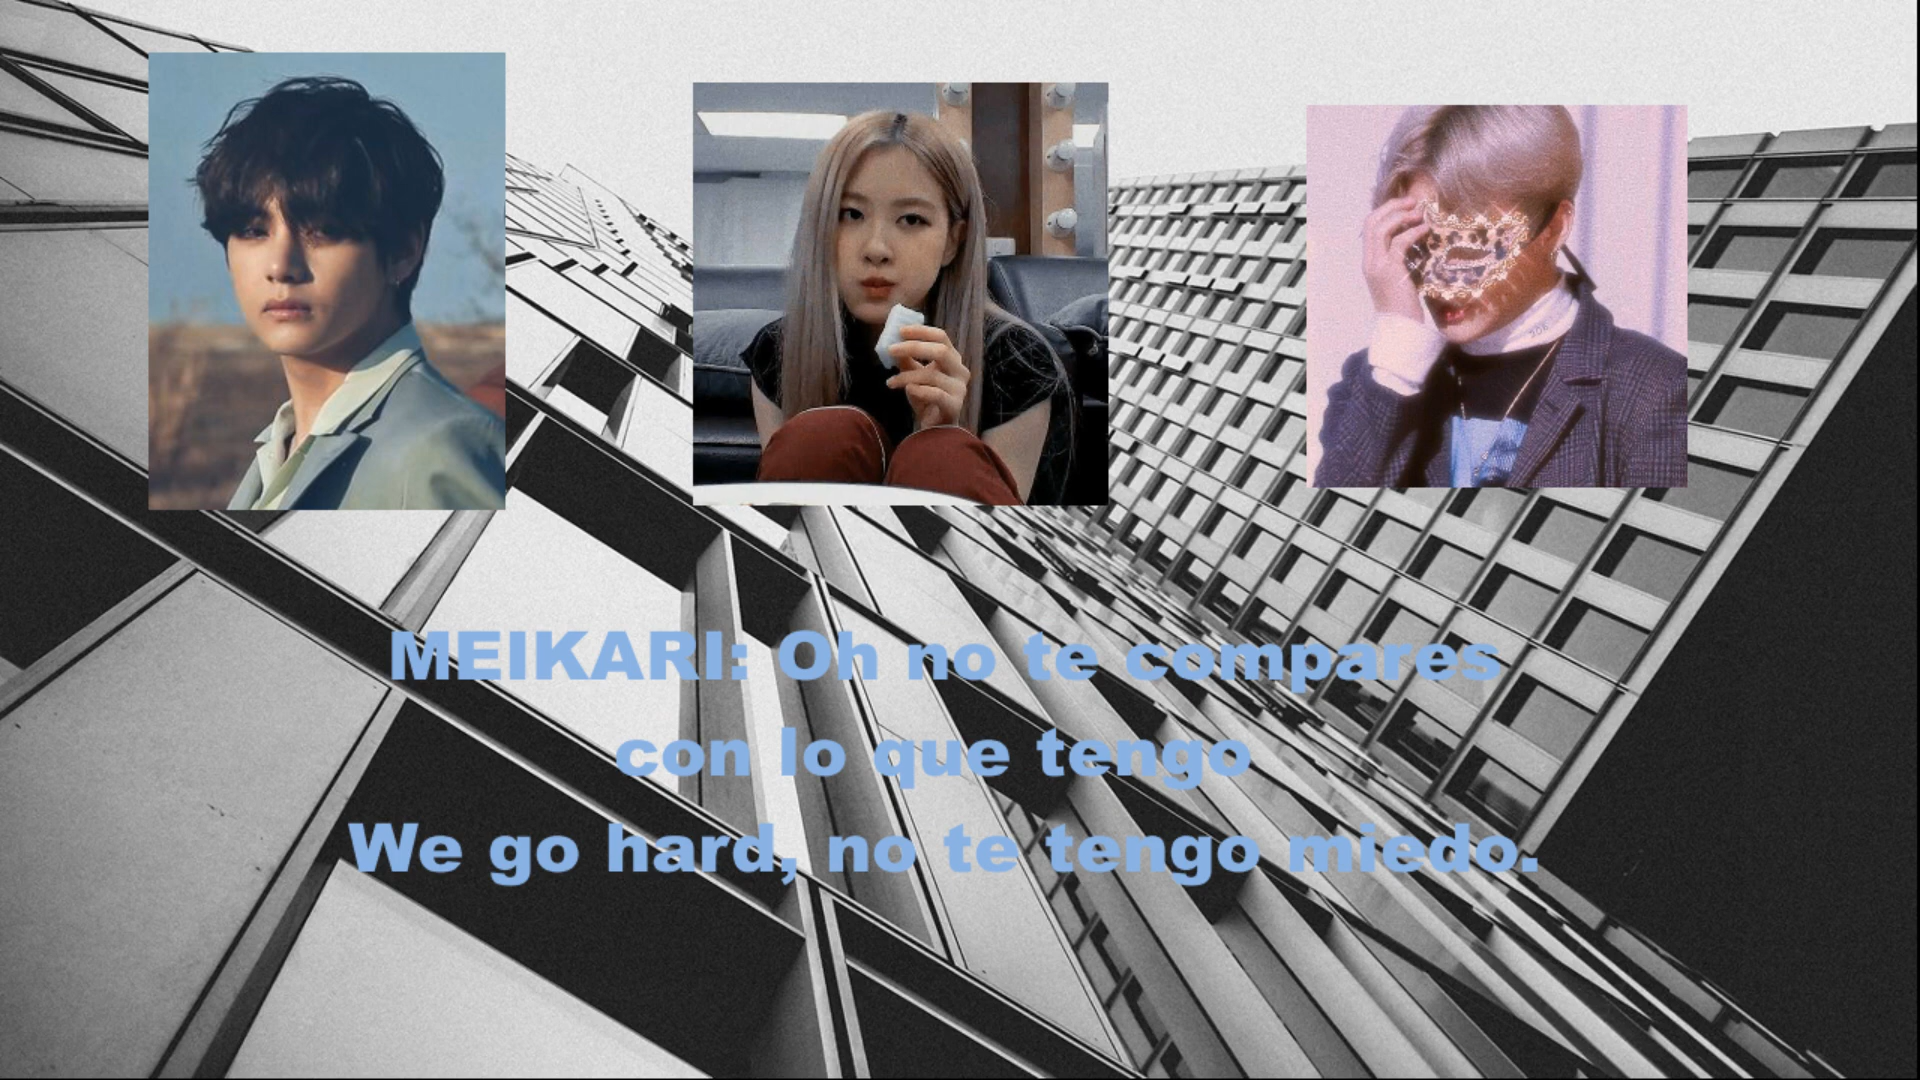 MEIKARI: Oh no te compares
con lo que tengo
We go hard, no te tengo miedo.